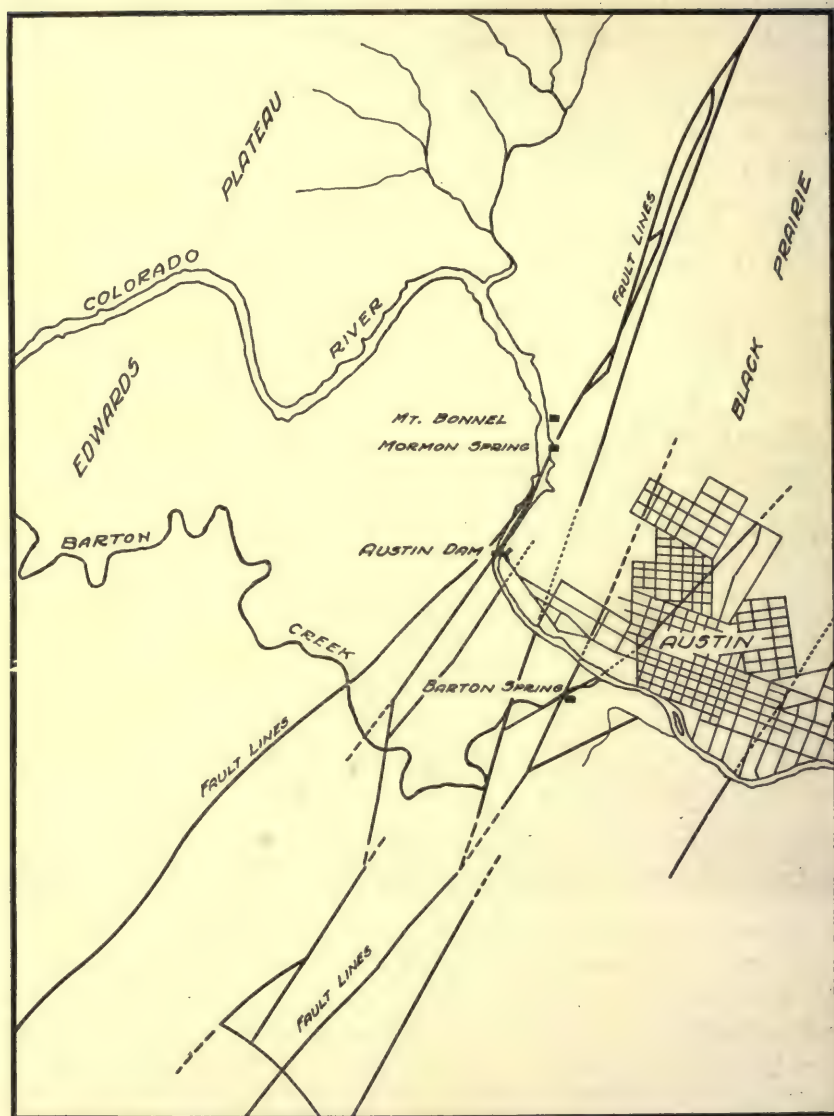 PLATEAU
COLORADO
RIVER
EDWARDS
FAULT LINES
PRAIRIE
BLACK
MT. BONNEL
MORMON SPRING
BARTON
AUSTIN DAM
CREEK
AUSTIN
BARTON SPRING
FAULT LINES
FAULT LINES